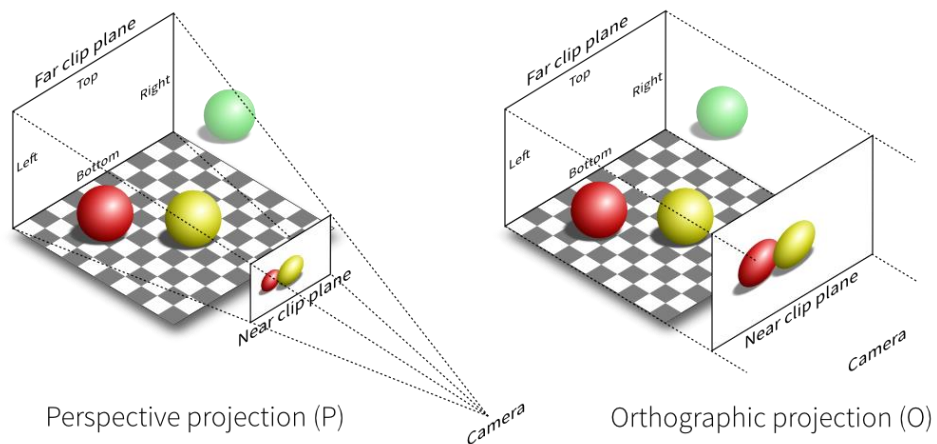 Far clip plane
Top
Right
Left
Bottom
Near clip plane
Camera
Perspective projection (P)
Far clip plane
Top
Right
Left
Bottom
Near clip plane
Camera
Orthographic projection (O)